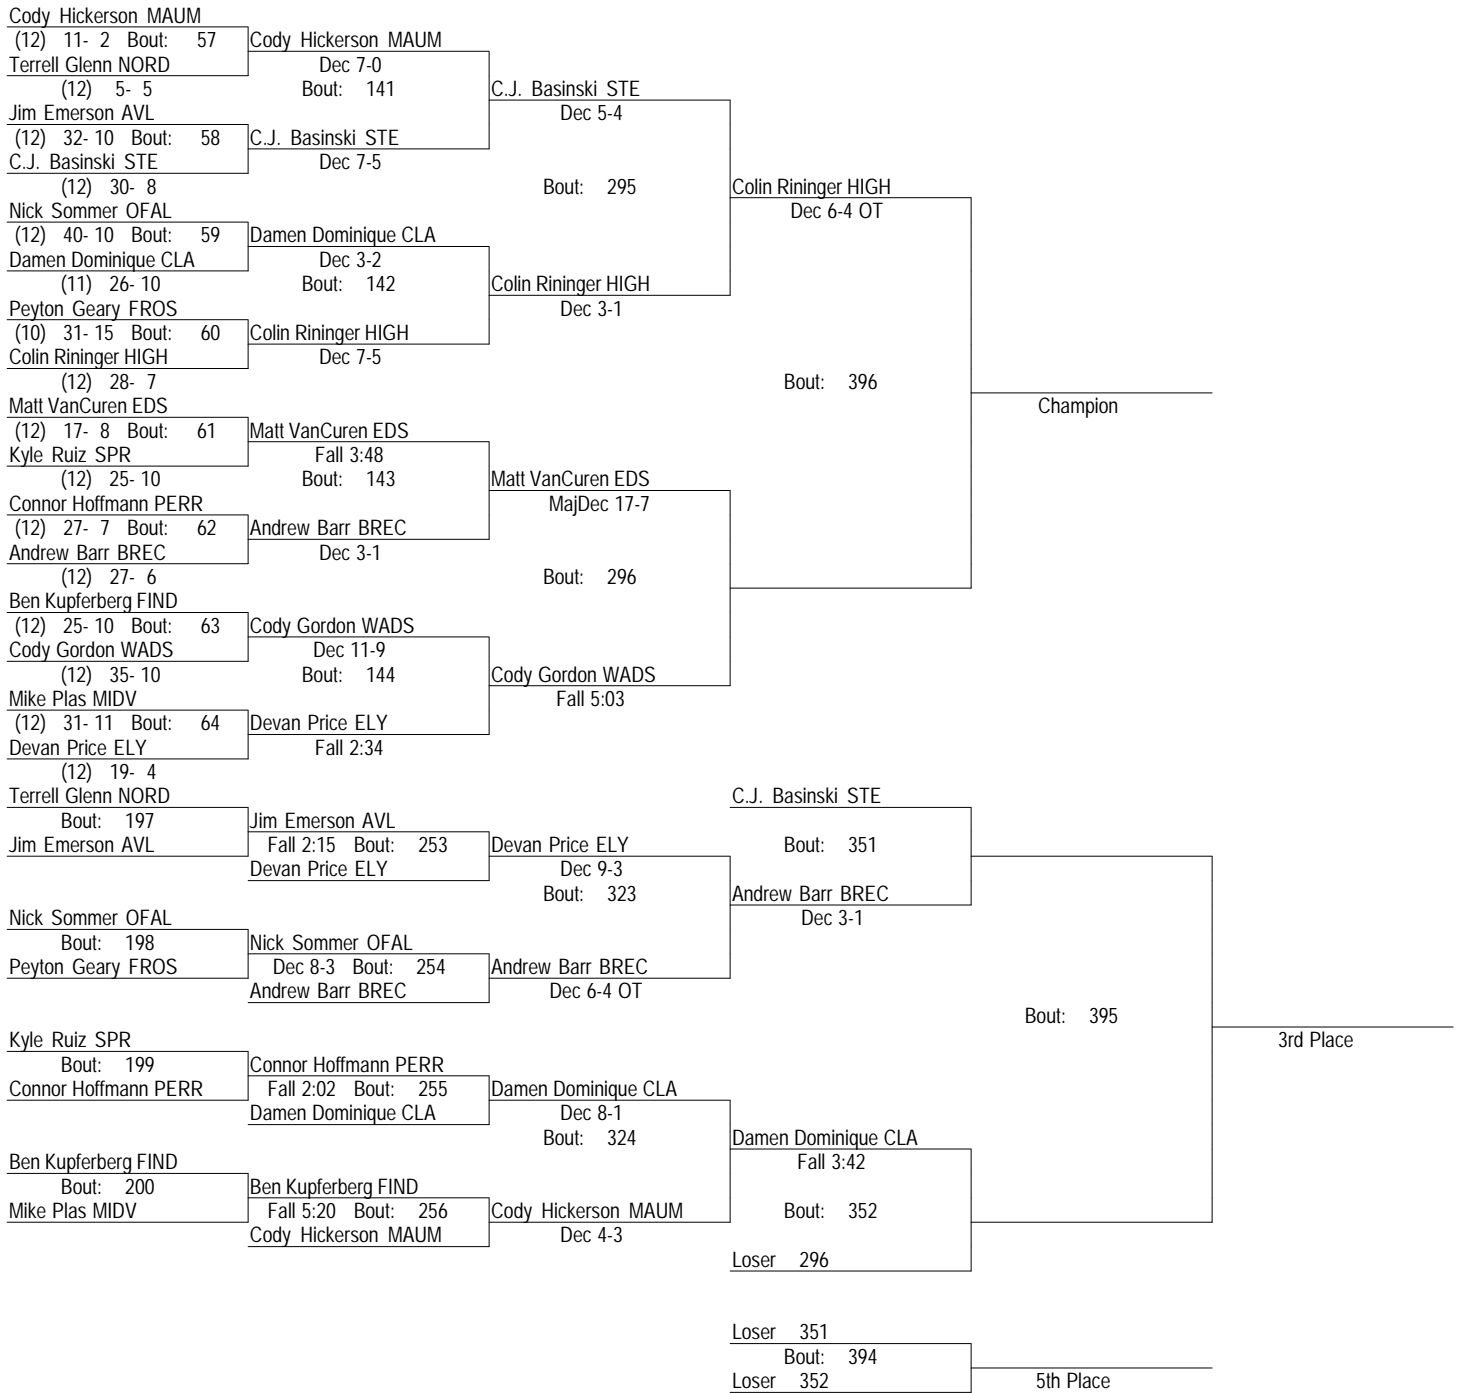 Cody Hickerson MAUM
(12) 11- 2 Bout: 57 Cody Hickerson MAUM
Terrell Glenn NORD Dec 7-0
(12) 5- 5 Bout: 141 C.J. Basinski STE
Jim Emerson AVL Dec 5-4
(12) 32- 10 Bout: 58 C.J. Basinski STE
C.J. Basinski STE Dec 7-5
(12) 30- 8 Bout: 295 Colin Rininger HIGH
Nick Sommer OFAL Dec 6-4 OT
(12) 40- 10 Bout: 59 Damen Dominique CLA
Damen Dominique CLA Dec 3-2
(11) 26- 10 Bout: 142 Colin Rininger HIGH
Peyton Geary FROS Dec 3-1
(10) 31- 15 Bout: 60 Colin Rininger HIGH
Colin Rininger HIGH Dec 7-5
(12) 28- 7 Bout: 396
Matt VanCuren EDS Champion
(12) 17- 8 Bout: 61 Matt VanCuren EDS
Kyle Ruiz SPR Fall 3:48
(12) 25- 10 Bout: 143 Matt VanCuren EDS
Connor Hoffmann PERR MajDec 17-7
(12) 27- 7 Bout: 62 Andrew Barr BREC
Andrew Barr BREC Dec 3-1
(12) 27- 6 Bout: 296
Ben Kupferberg FIND
(12) 25- 10 Bout: 63 Cody Gordon WADS
Cody Gordon WADS Dec 11-9
(12) 35- 10 Bout: 144 Cody Gordon WADS
Mike Plas MIDV Fall 5:03
(12) 31- 11 Bout: 64 Devan Price ELY
Devan Price ELY Fall 2:34
(12) 19- 4
Terrell Glenn NORD C.J. Basinski STE
Bout: 197 Jim Emerson AVL
Jim Emerson AVL Fall 2:15 Bout: 253 Devan Price ELY Bout: 351
Devan Price ELY Dec 9-3
Bout: 323 Andrew Barr BREC
Nick Sommer OFAL Dec 3-1
Bout: 198 Nick Sommer OFAL
Peyton Geary FROS Dec 8-3 Bout: 254 Andrew Barr BREC
Andrew Barr BREC Dec 6-4 OT
Bout: 395
Kyle Ruiz SPR 3rd Place
Bout: 199 Connor Hoffmann PERR
Connor Hoffmann PERR Fall 2:02 Bout: 255 Damen Dominique CLA
Damen Dominique CLA Dec 8-1
Bout: 324 Damen Dominique CLA
Ben Kupferberg FIND Fall 3:42
Bout: 200 Ben Kupferberg FIND
Mike Plas MIDV Fall 5:20 Bout: 256 Cody Hickerson MAUM Bout: 352
Cody Hickerson MAUM Dec 4-3
Loser 296
Loser 351
Bout: 394
Loser 352 5th Place